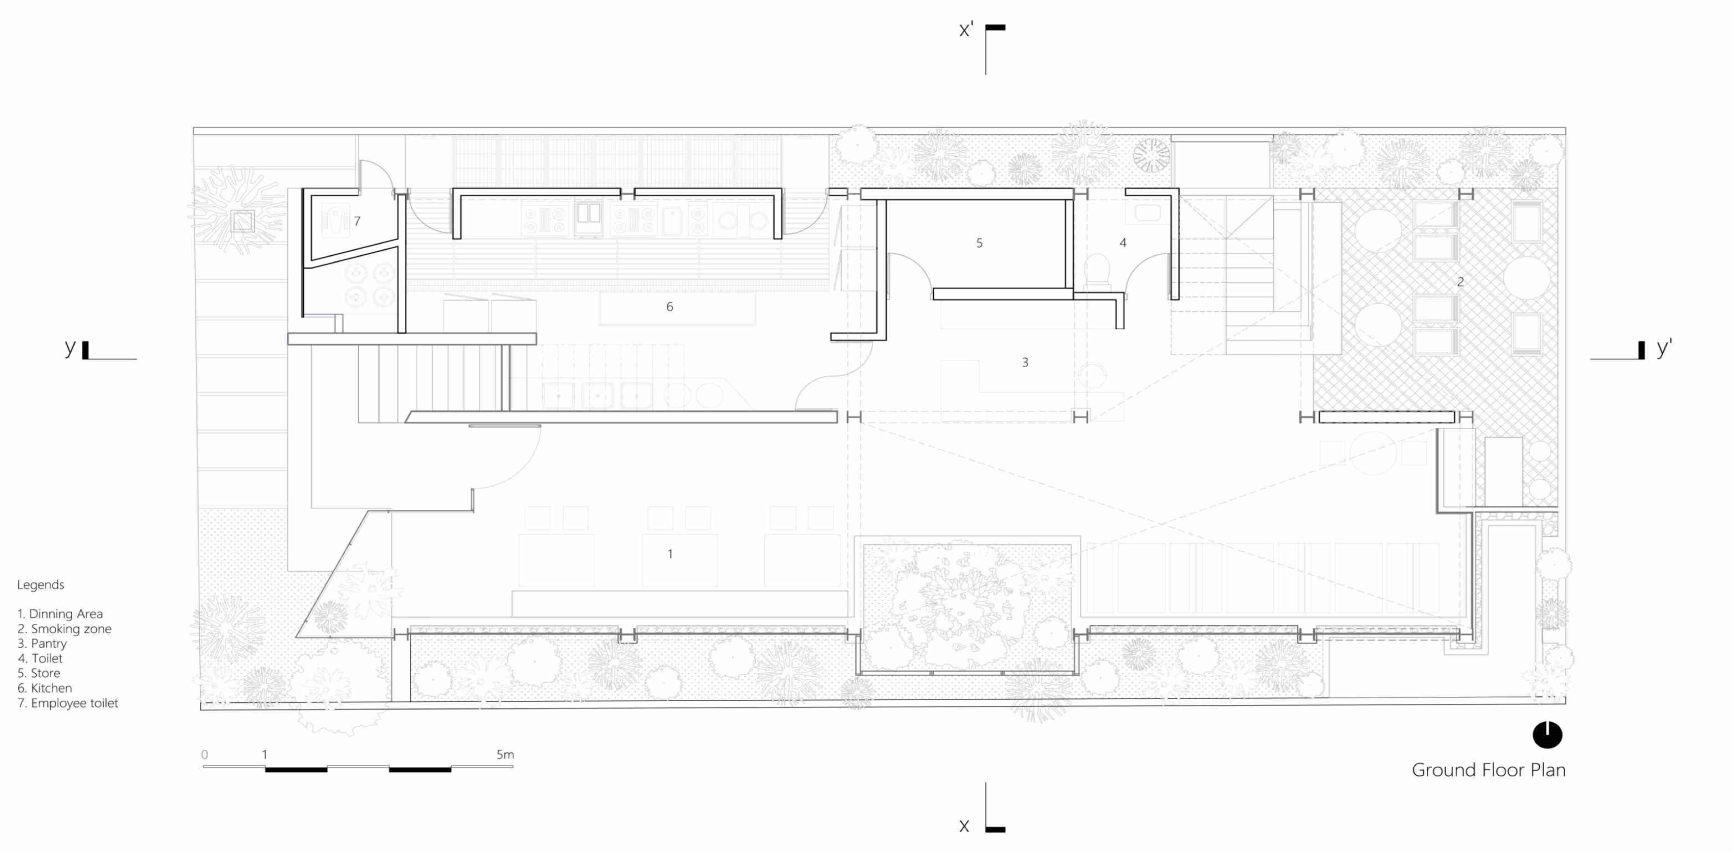 x'
7
5
4
2
6
y
y'
3
1
Legends
1. Dinning Area
2. Smoking zone
3. Pantry
4. Toilet
5. Store
6. Kitchen
7. Employee toilet
0 1 5m
Ground Floor Plan
x